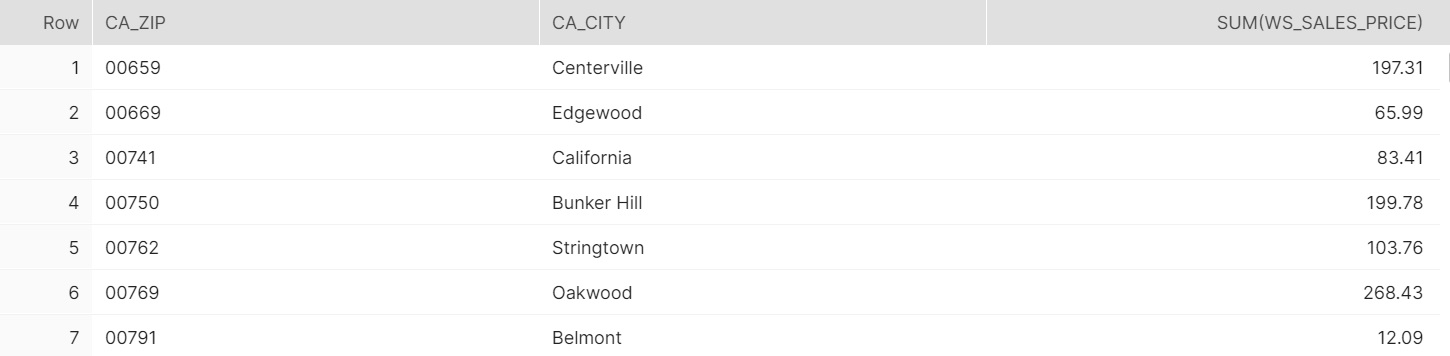 Row CA_ZIP CA_CITY SUM(WS_SALES_PRICE)
1 00659 Centerville 197.31
2 00669 Edgewood 65.99
3 00741 California 83.41
4 00750 Bunker Hill 199.78
5 00762 Stringtown 103.76
6 00769 Oakwood 268.43
7 00791 Belmont 12.09